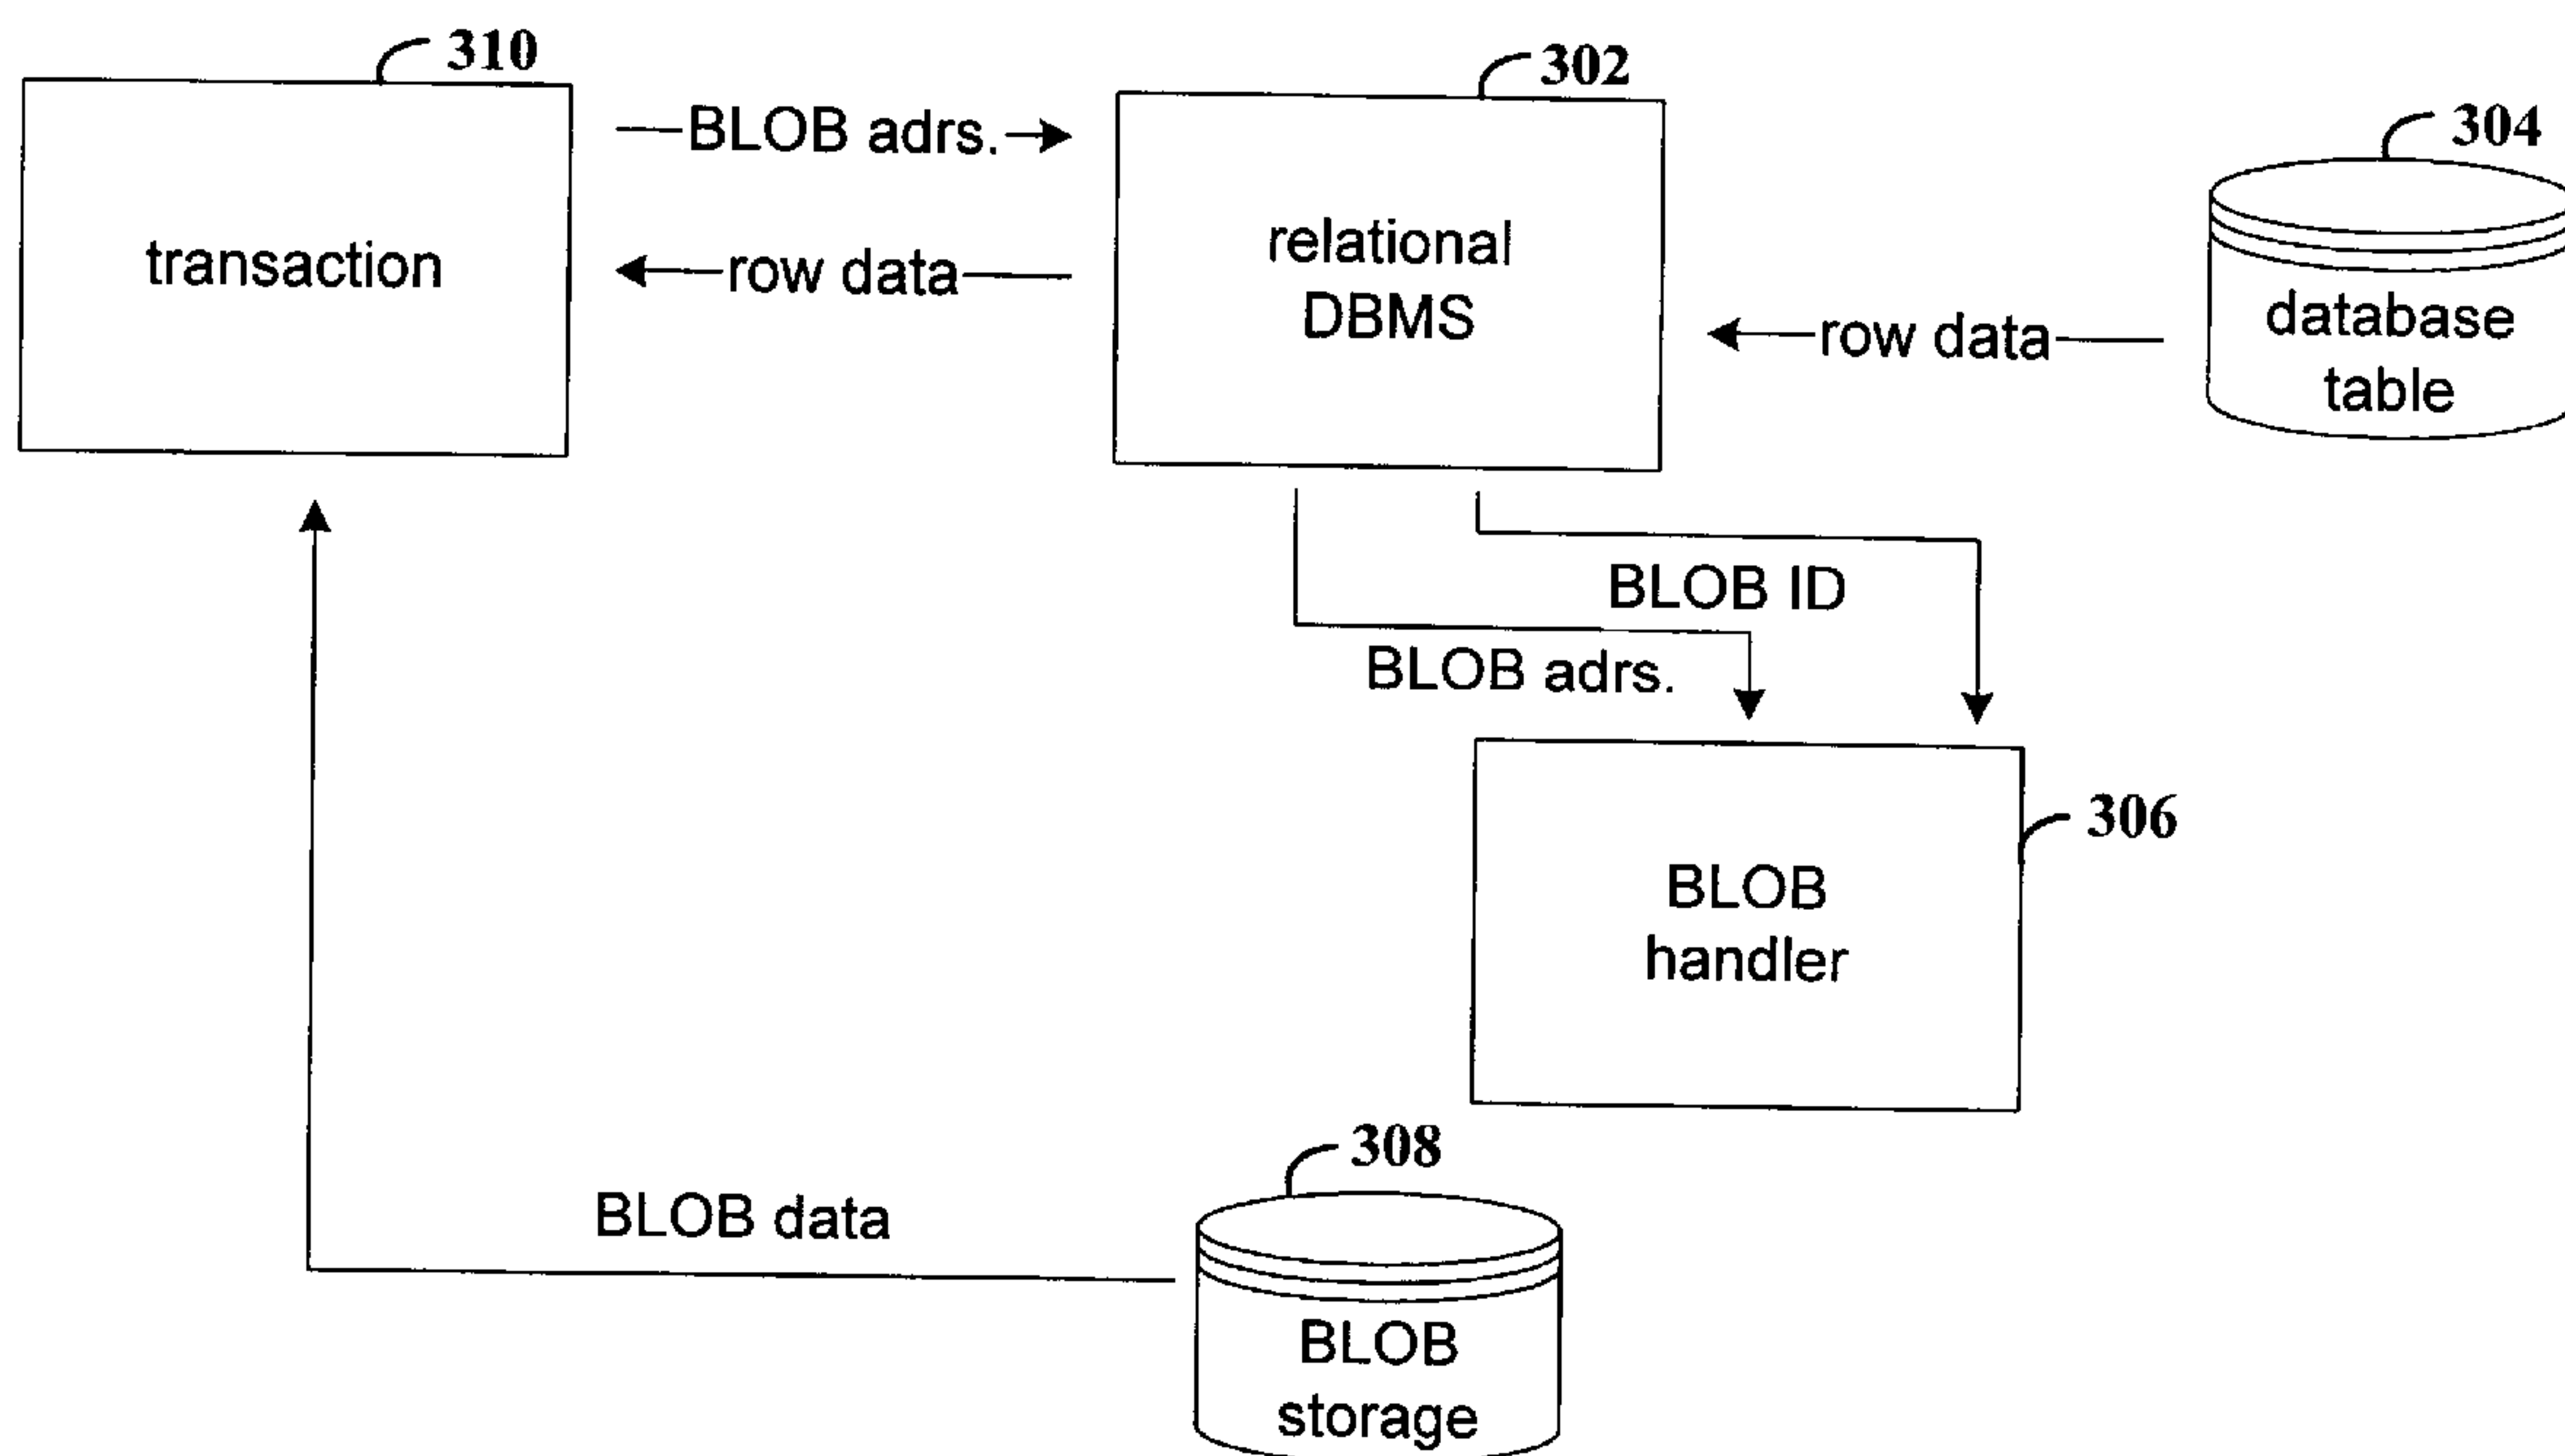 310
302
304
BLOB adrs.
transaction
row data
relational
DBMS
row data
database
table
BLOB ID
BLOB adrs.
306
BLOB
handler
308
BLOB data
BLOB
storage